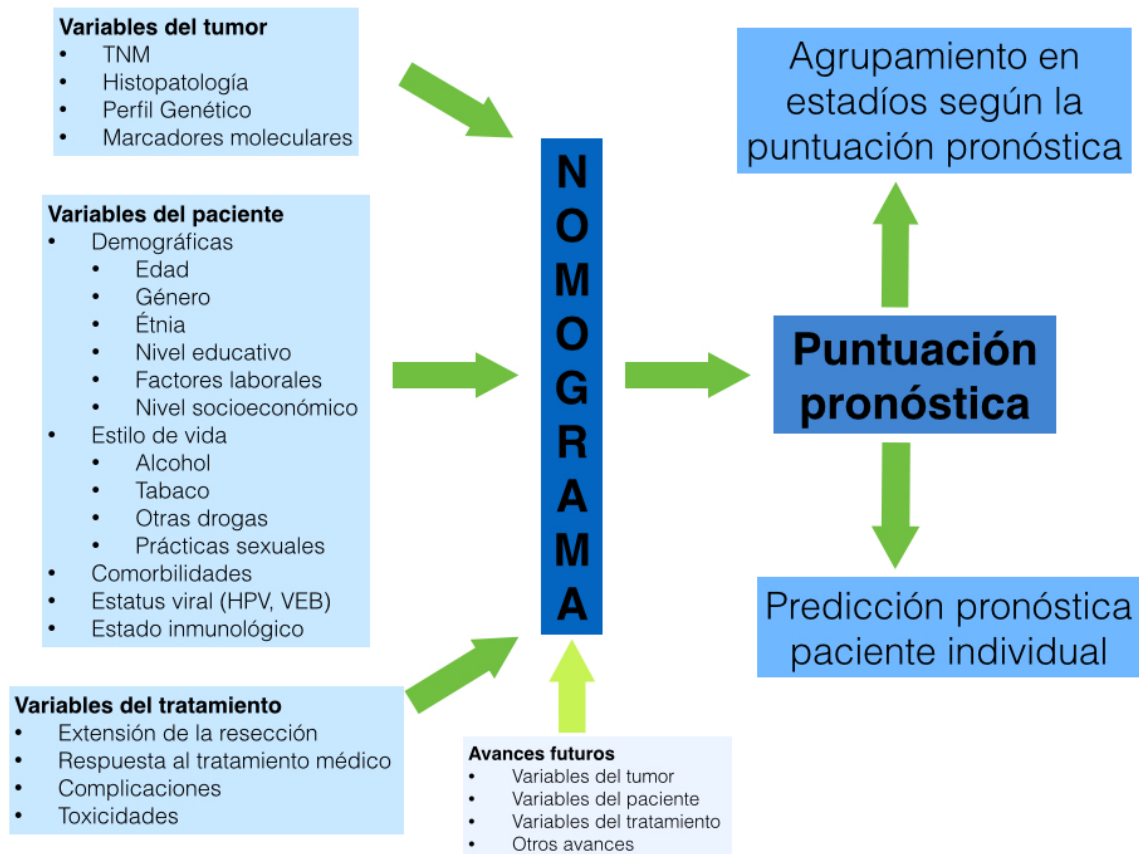 Variables del tumor
• TNM
• Histopatología
• Perfil Genético
• Marcadores moleculares
Variables del paciente
• Demográficas
• Edad
• Género
• Étnia
• Nivel educativo
• Factores laborales
• Nivel socioeconómico
• Estilo de vida
• Alcohol
• Tabaco
• Otras drogas
• Prácticas sexuales
• Comorbilidades
• Estatus viral (HPV, VEB)
• Estado inmunológico
Variables del tratamiento
• Extensión de la resección
• Respuesta al tratamiento médico
• Complicaciones
• Toxicidades
NOMOGRAMA
Avances futuros
• Variables del tumor
• Variables del paciente
• Variables del tratamiento
• Otros avances
Agrupamiento en
estadíos según la
puntuación pronóstica
Puntuación
pronóstica
Predicción pronóstica
paciente individual